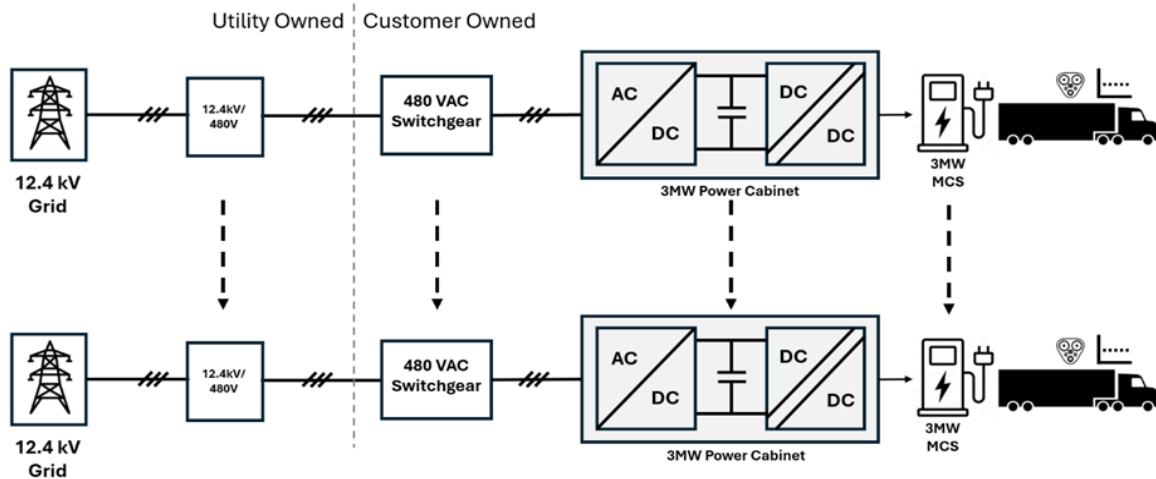 Utility Owned Customer Owned
12.4kV/
480V
480 VAC
Switchgear
AC
DC
DC
DC
12.4 kV
Grid
3MW Power Cabinet
3MW
MCS
12.4kV/
480V
480 VAC
Switchgear
AC
DC
DC
DC
12.4 kV
Grid
3MW Power Cabinet
3MW
MCS